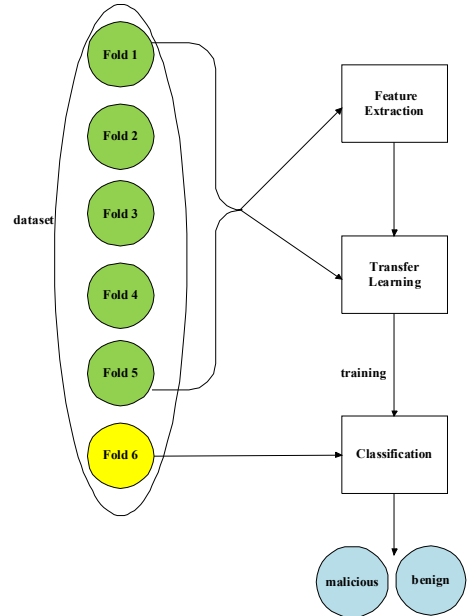 Fold 1
Fold 2
Fold 3
dataset
Fold 4
Fold 5
Fold 6
Feature
Extraction
Transfer
Learning
training
Classification
malicious
benign